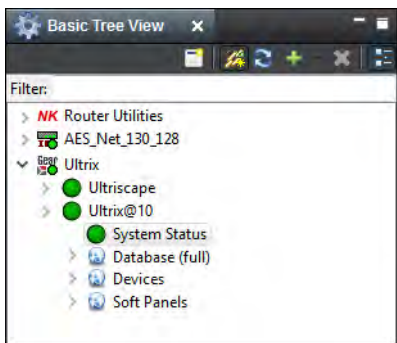 Basic Tree View
Filter:
NK Router Utilities
AES_Net_130_128
Gear Ultrix
Ultriscape
Ultrix@10
System Status
Database (full)
Devices
Soft Panels